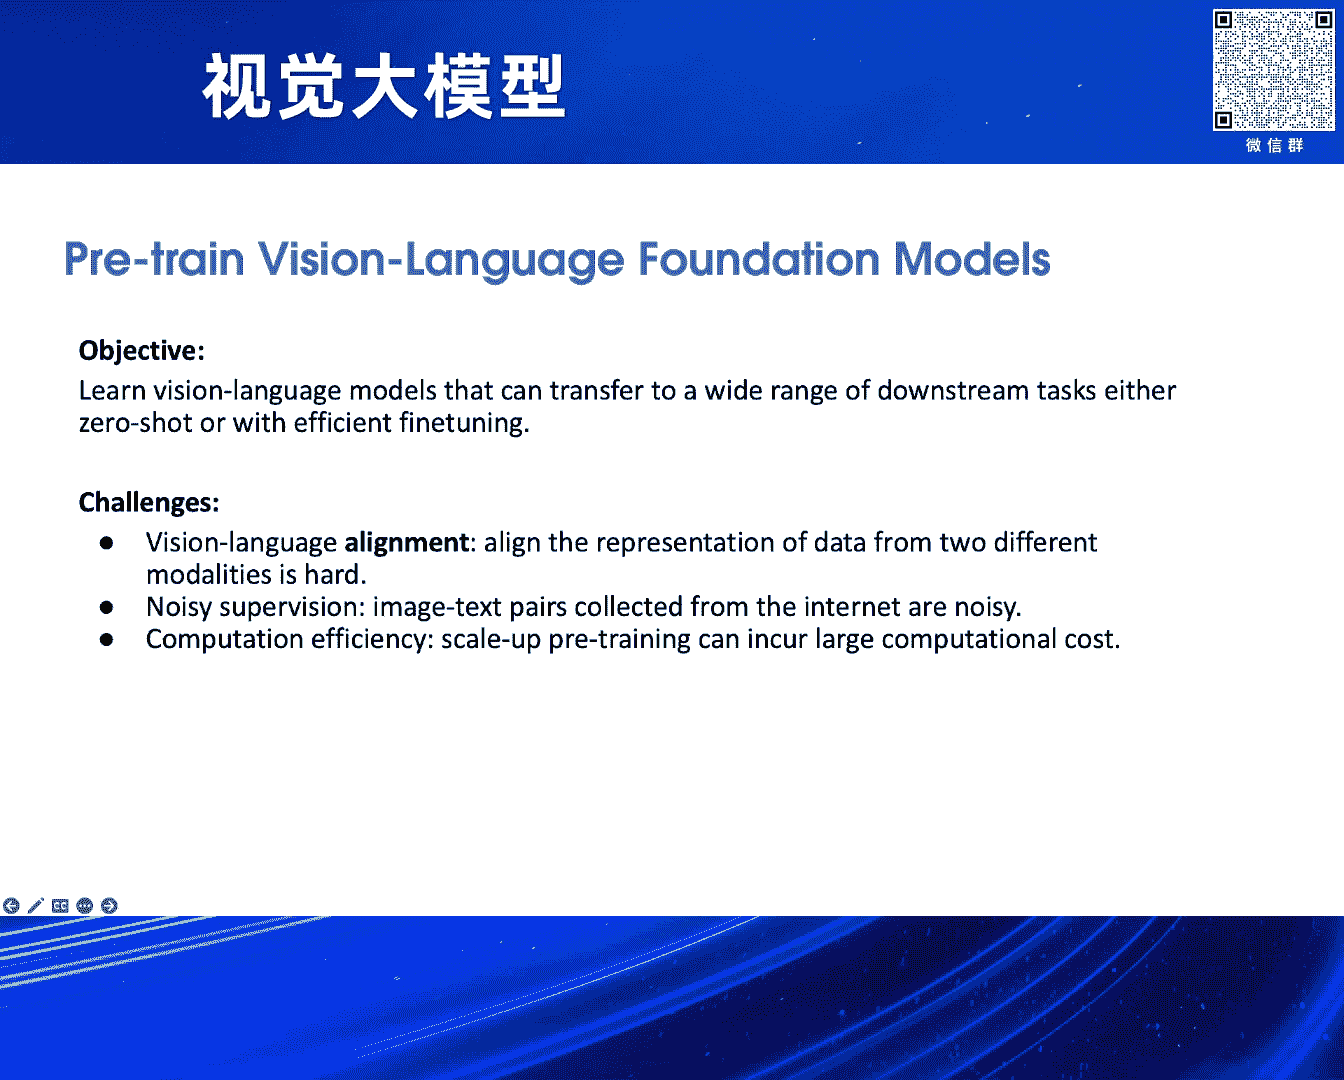 视觉大模型
微信群
Pre-train Vision-Language Foundation Models
Objective:
Learn vision-language models that can transfer to a wide range of downstream tasks either
zero-shot or with efficient finetuning.
Challenges:
● Vision-language alignment: align the representation of data from two different
modalities is hard.
● Noisy supervision: image-text pairs collected from the internet are noisy.
● Computation efficiency: scale-up pre-training can incur large computational cost.
CC